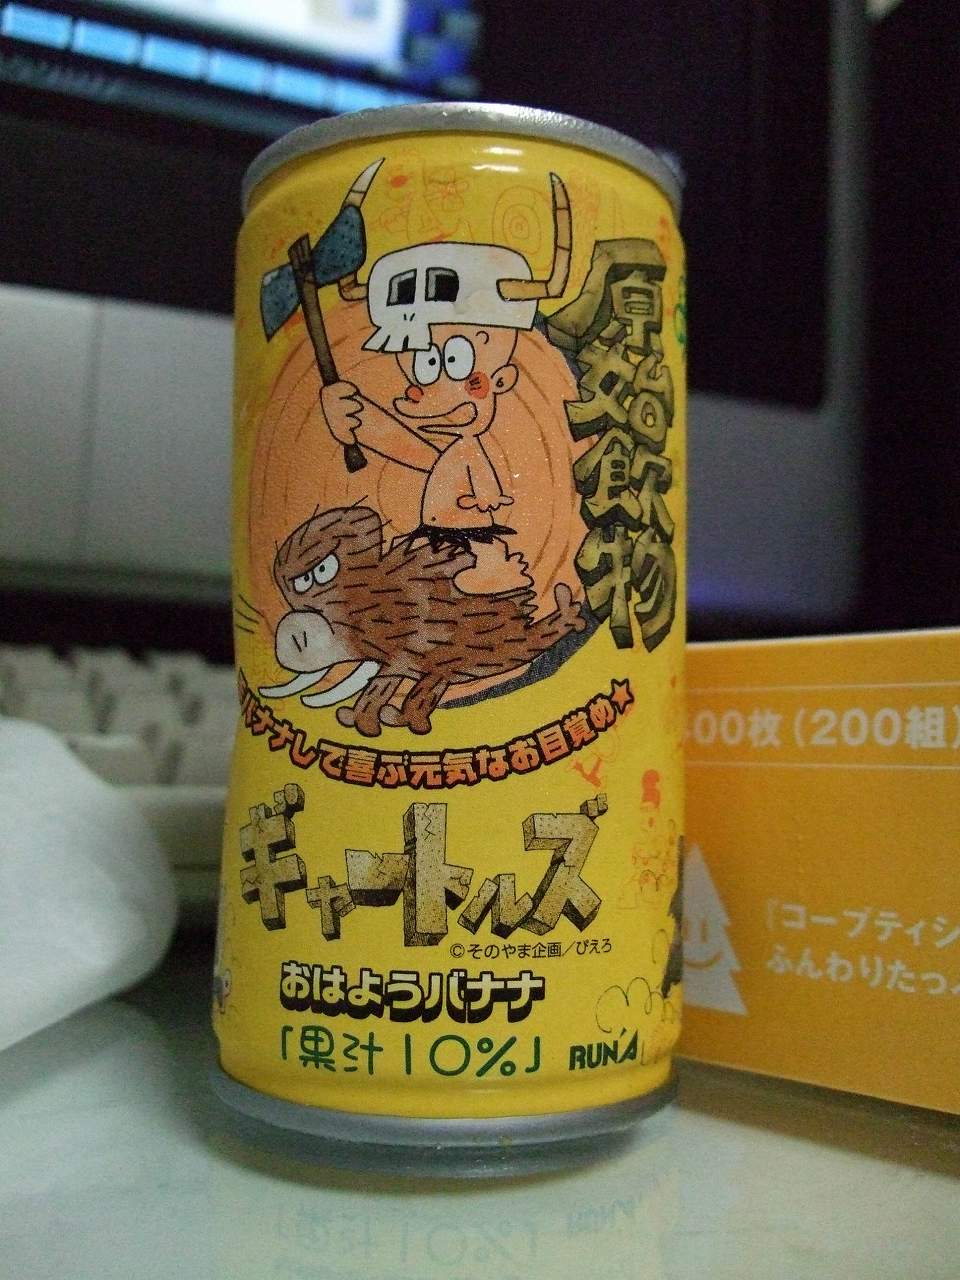 原始飲物
バナナして喜ぶ元気なお目覚め★
ギャートルズ
©そのやま企画/ぴえろ
おはようバナナ
「果汁10%」
RUN'A
400枚(200組)
『コープティシ
ふんわりたっ